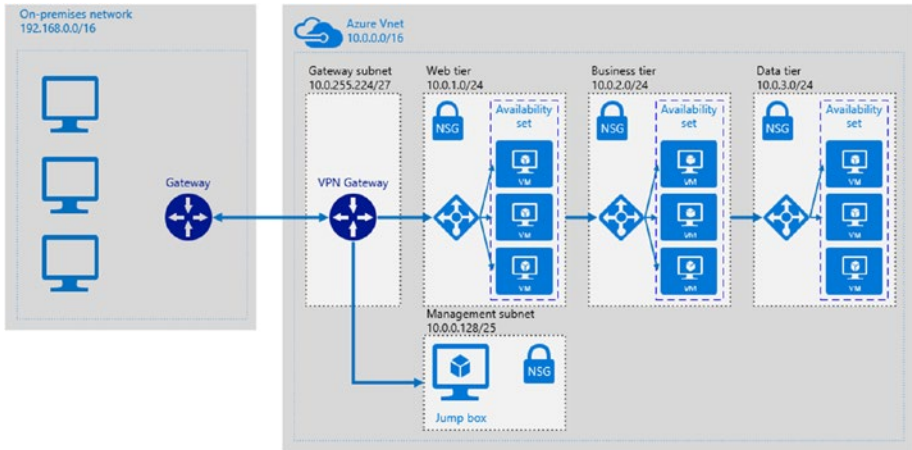 On-premises network
192.168.0.0/16
Gateway
Azure Vnet
10.0.0.0/16
Gateway subnet
10.0.255.224/27
VPN Gateway
Web tier
10.0.1.0/24
NSG
Availability
set
VM
VM
VM
Business tier
10.0.2.0/24
NSG
Availability
set
VM
VM
VM
Data tier
10.0.3.0/24
NSG
Availability
set
VM
VM
VM
Management subnet
10.0.0.128/25
NSG
Jump box